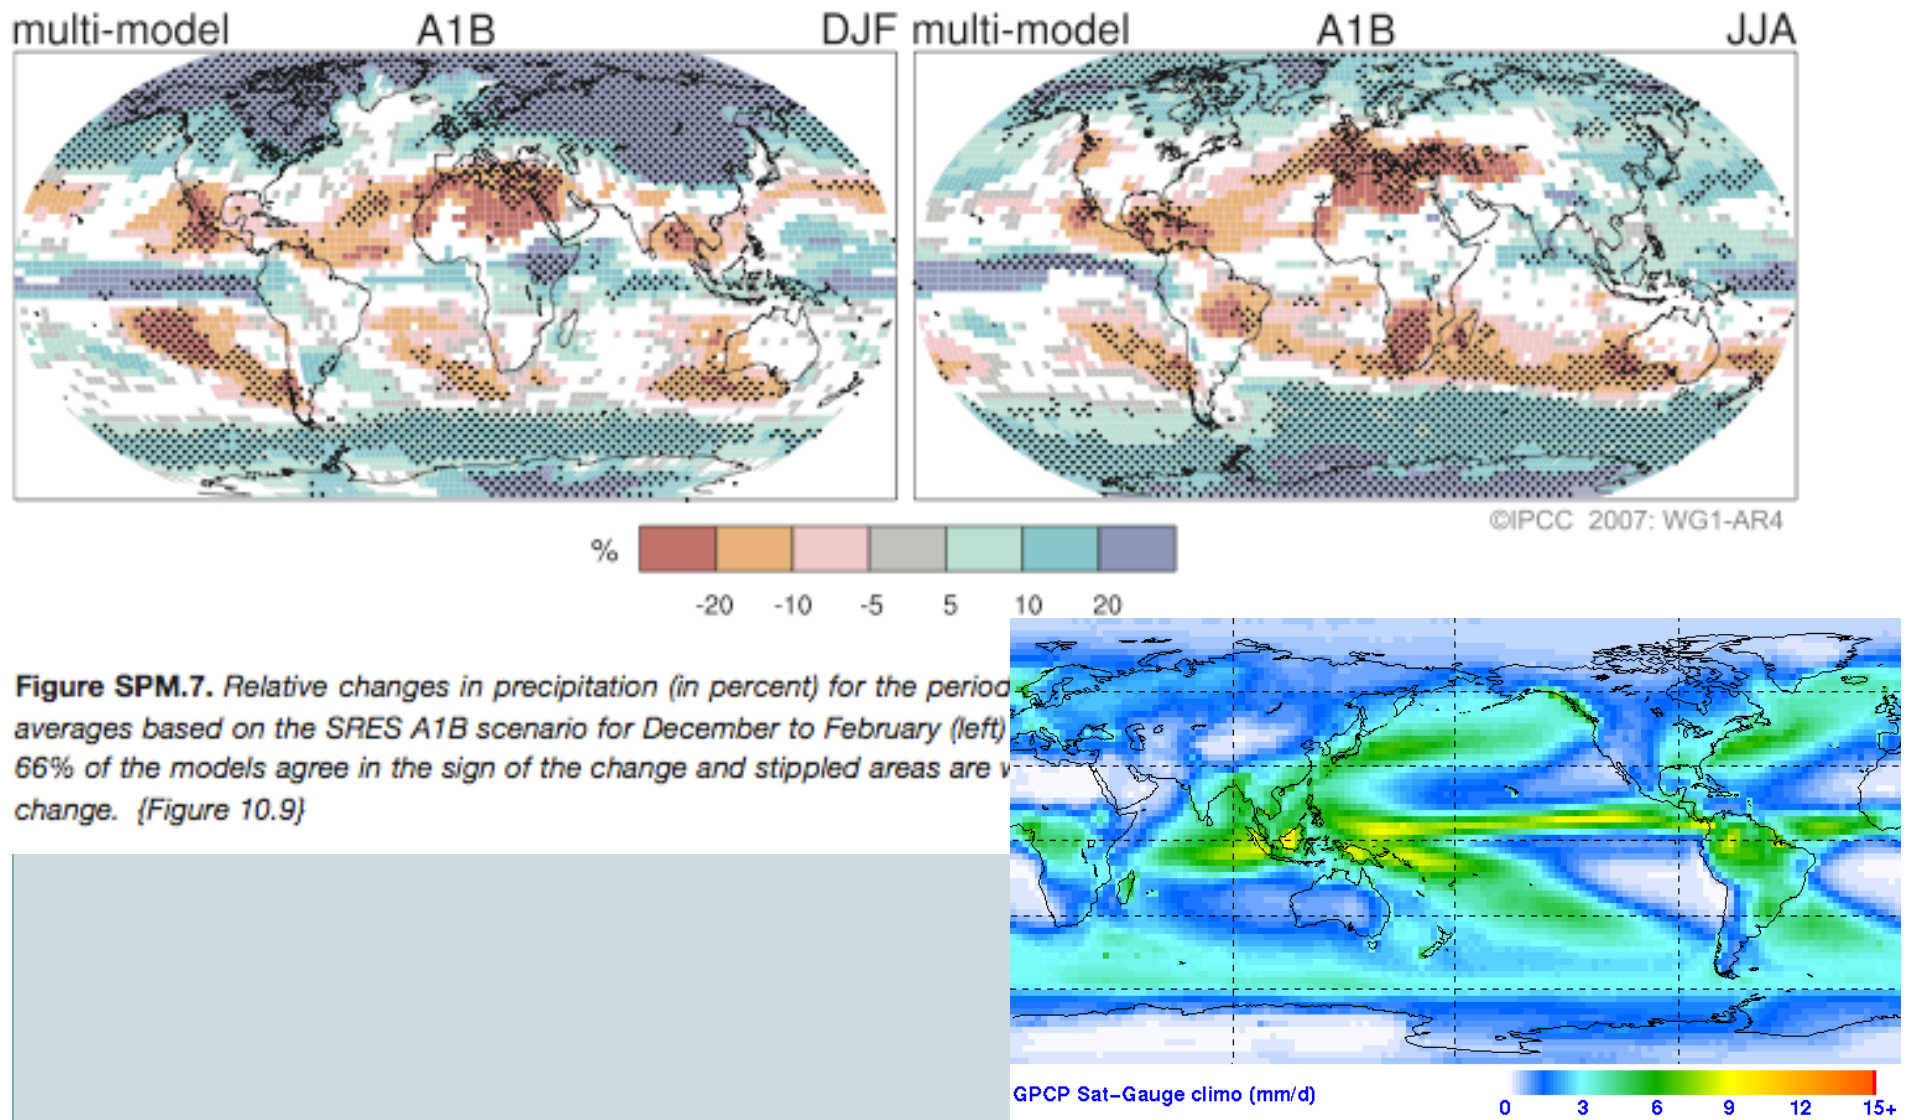 multi-model A1B DJF
multi-model A1B JJA
©IPCC 2007: WG1-AR4
%
-20 -10 -5 5 10 20
Figure SPM.7. Relative changes in precipitation (in percent) for the period
averages based on the SRES A1B scenario for December to February (left)
66% of the models agree in the sign of the change and stippled areas are
change. {Figure 10.9}
GPCP Sat-Gauge climo (mm/d)
0 3 6 9 12 15+